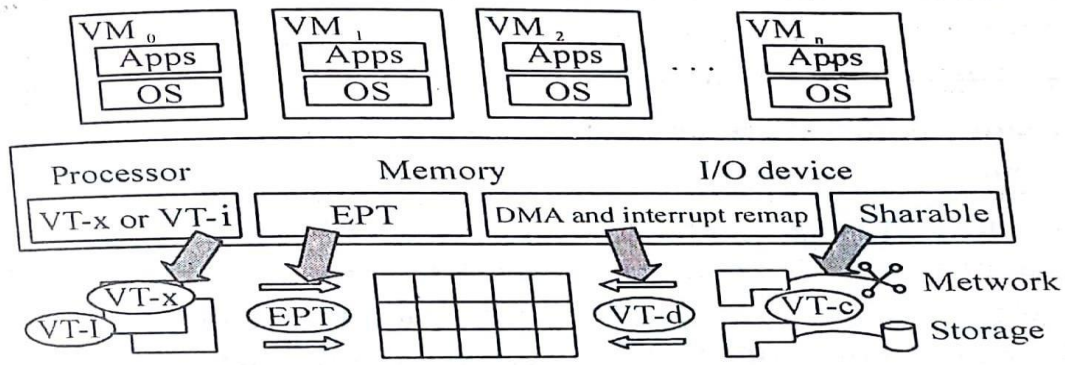 VM 0 VM 1 VM 2 VM n
Apps Apps Apps ... Apps
OS OS OS OS
Processor Memory I/O device
VT-x or VT-i EPT DMA and interrupt remap Sharable
VT-x Metwork
VT-I EPT VT-d VT-c
Storage